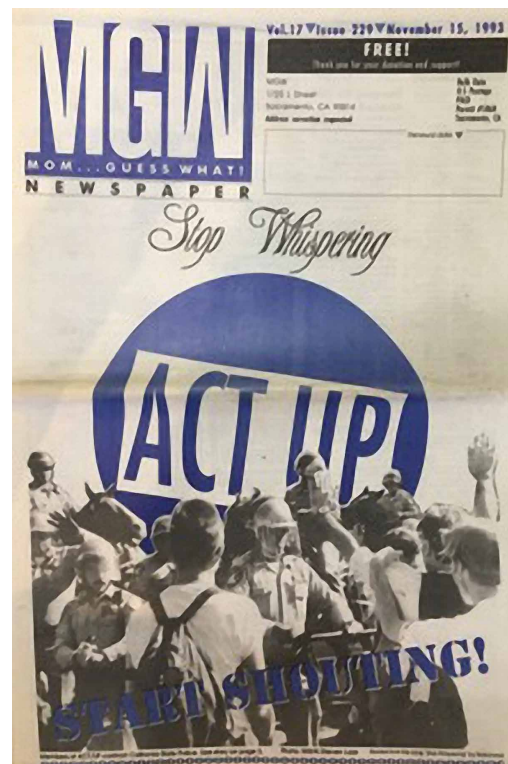 Vol.17▼Issue 229▼November 15, 1993
MGW
MOM...GUESS WHAT!
NEWSPAPER
FREE!
Thank you for your donation and support!
MGW
1725 L Street
Sacramento, CA 95814
Address correction requested
Bulk Rate
U.S. Postage
PAID
Sacramento, CA
Stop Whispering
ACT UP
START SHOUTING!